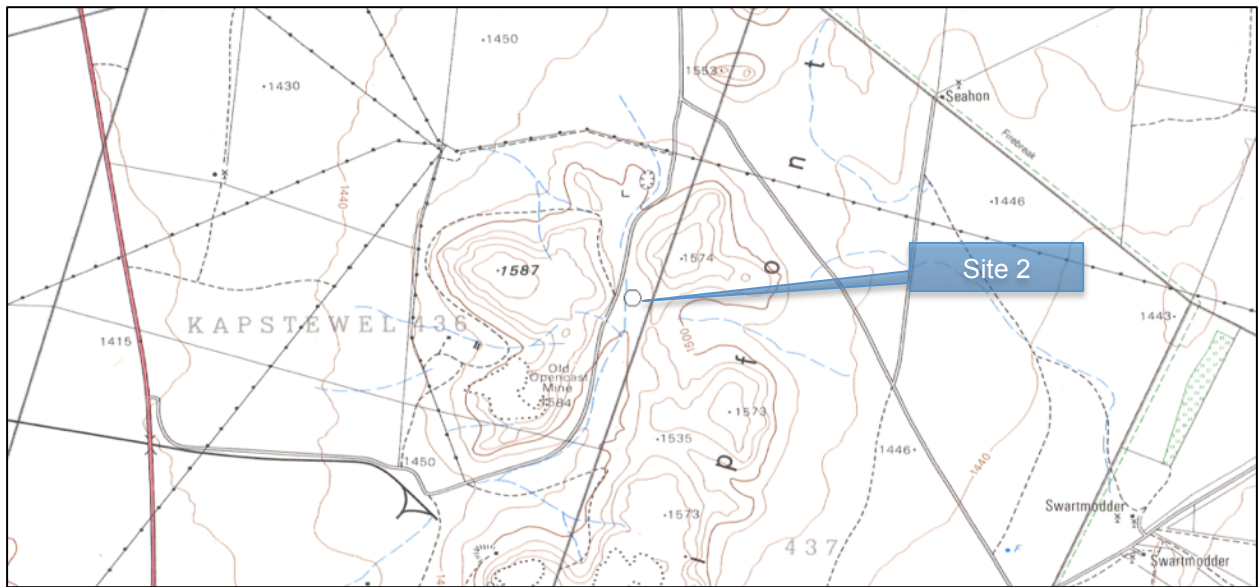 1450
1430
1553
t
Seahon
Firebreak
n
1446
1440
1587
1574
o
Site 2
1443
KAPSTEWEL 436
1415
1500
f
Old
Opencast
Mine
1584
1573
1535
p
1450
1446
1440
1573
Swartmodder
437
i
F
Swartmodder